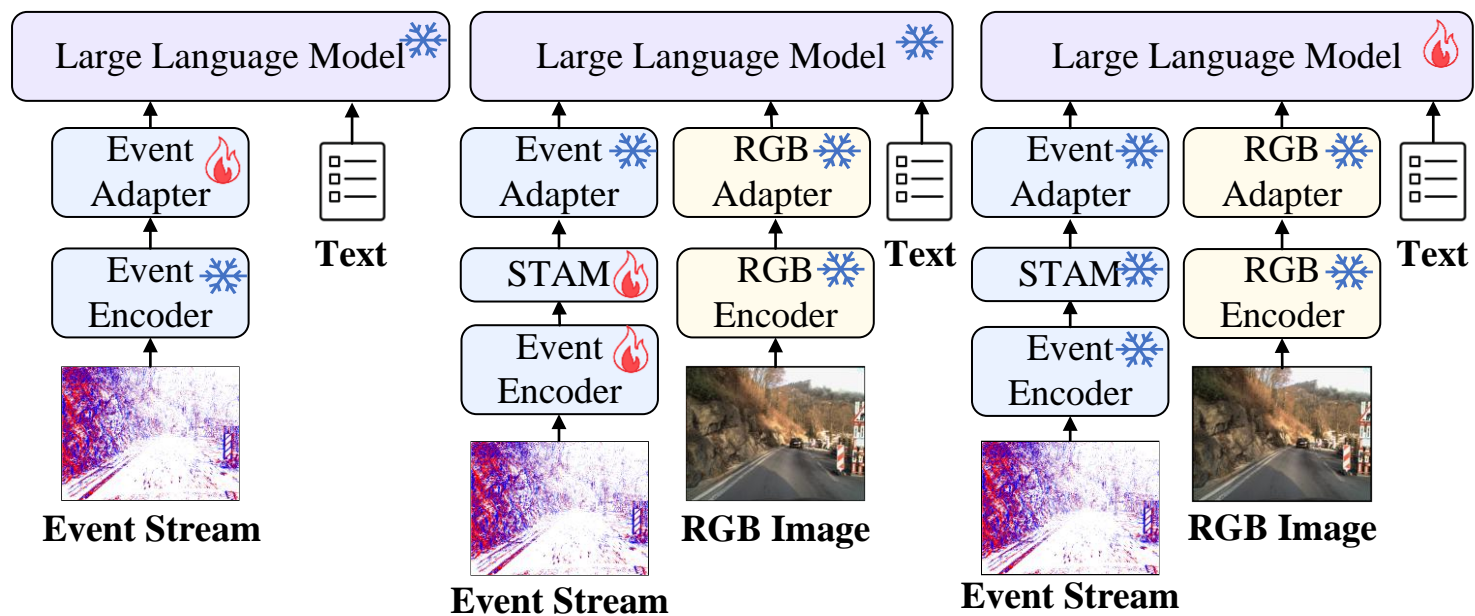 Large Language Model
Event
Adapter
Event
Encoder
Text
Event Stream
Large Language Model
Event
Adapter
STAM
Event
Encoder
Event Stream
RGB
Adapter
RGB
Encoder
RGB Image
Text
Large Language Model
Event
Adapter
STAM
Event
Encoder
Event Stream
RGB
Adapter
RGB
Encoder
RGB Image
Text